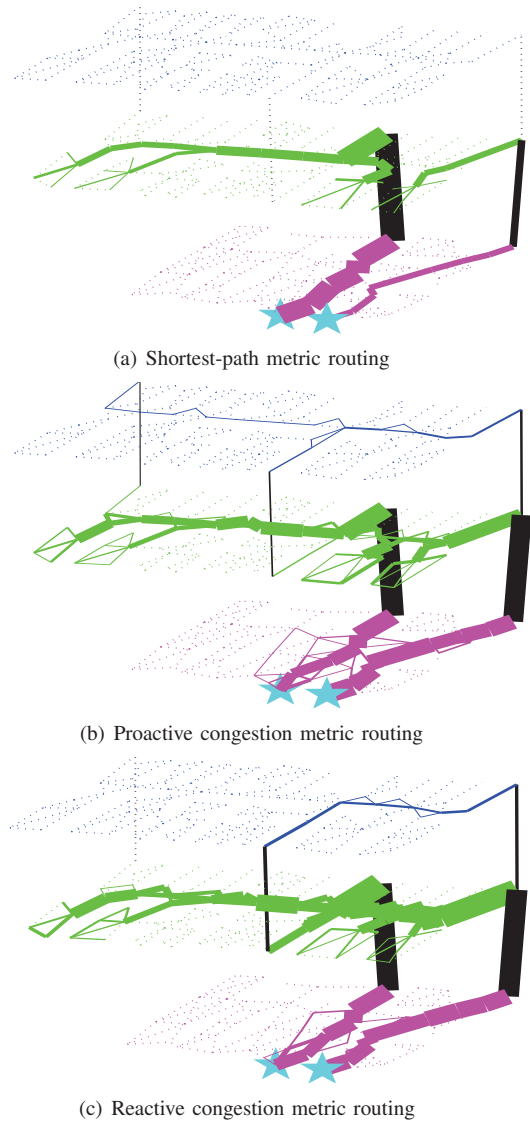 (a) Shortest-path metric routing
(b) Proactive congestion metric routing
(c) Reactive congestion metric routing